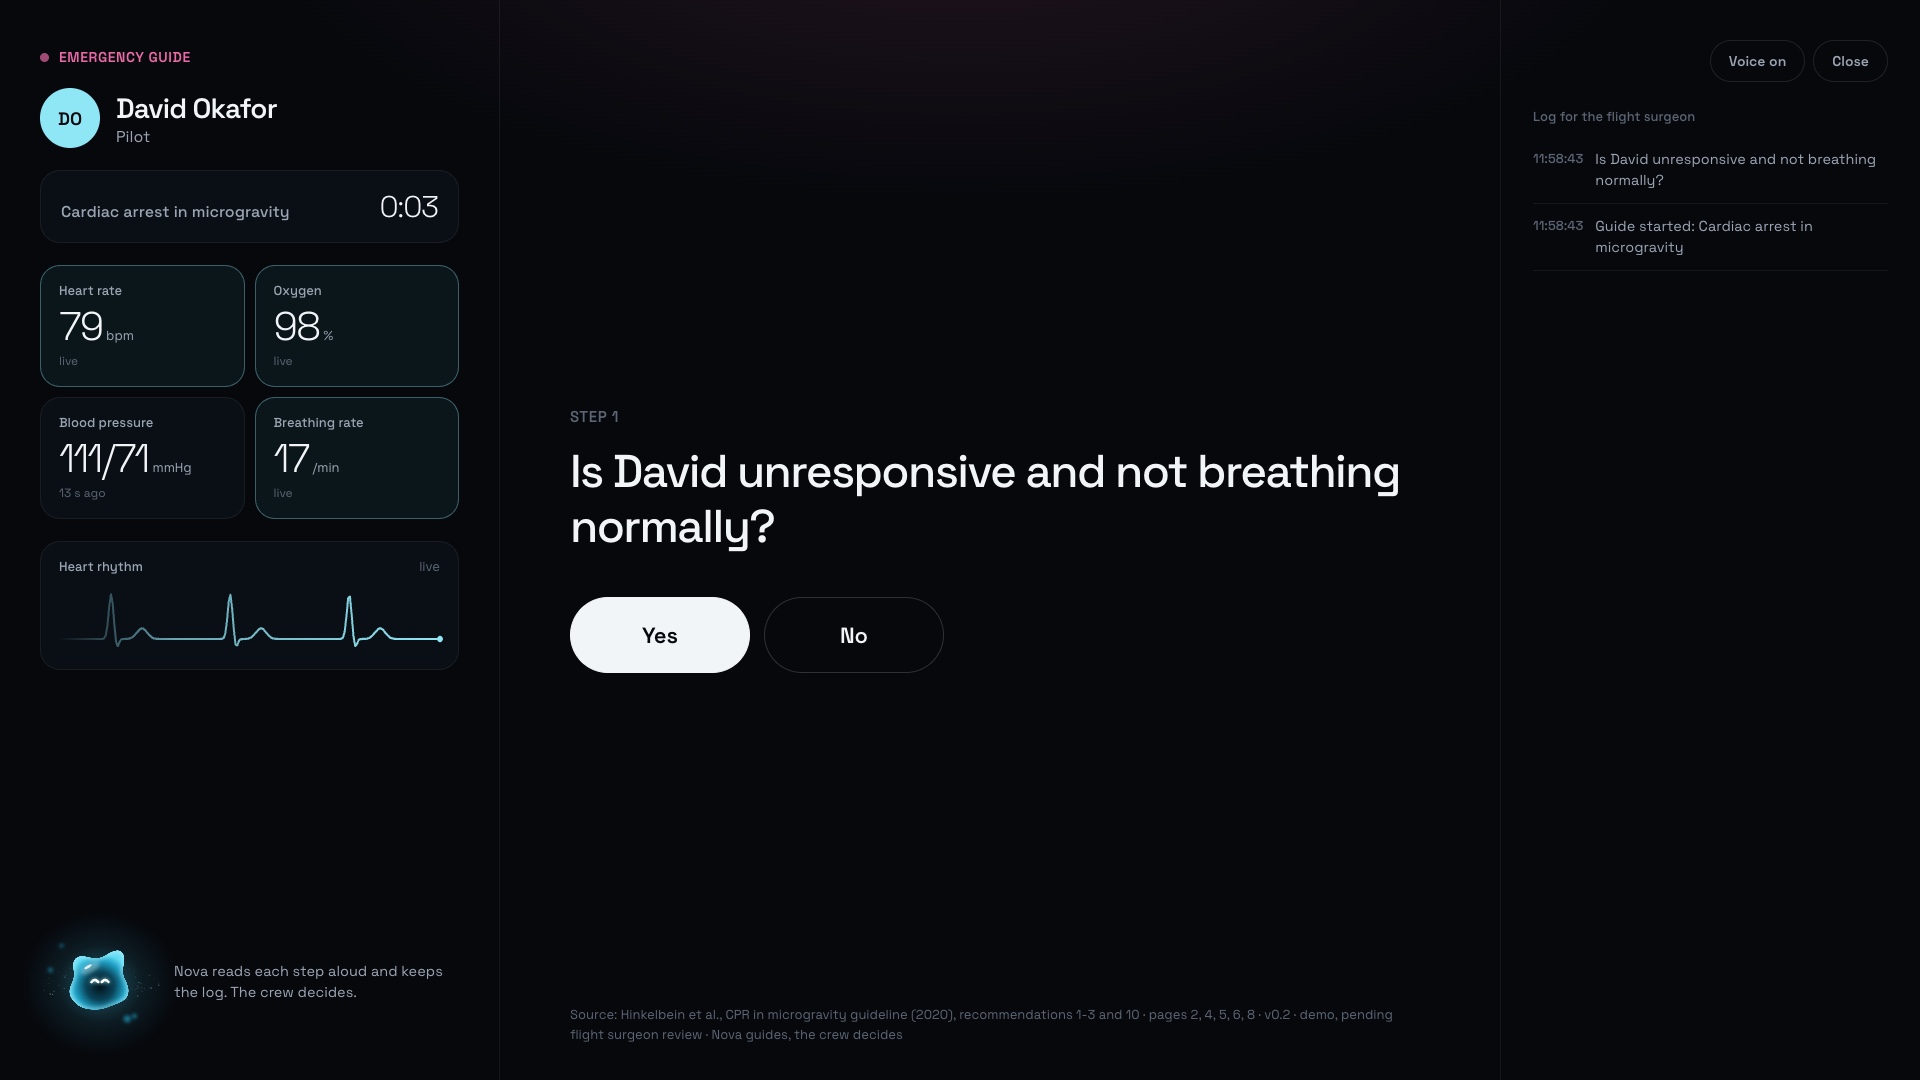 EMERGENCY GUIDE
DO
David Okafor
Pilot
Cardiac arrest in microgravity
0:03
Heart rate
79 bpm
live
Oxygen
98 %
live
Blood pressure
111/71 mmHg
13 s ago
Breathing rate
17 /min
live
Heart rhythm
live
Nova reads each step aloud and keeps
the log. The crew decides.
STEP 1
Is David unresponsive and not breathing
normally?
Yes
No
Source: Hinkelbein et al., CPR in microgravity guideline (2020), recommendations 1-3 and 10 · pages 2, 4, 5, 6, 8 · v0.2 · demo, pending
flight surgeon review · Nova guides, the crew decides
Voice on
Close
Log for the flight surgeon
11:58:43 Is David unresponsive and not breathing
normally?
11:58:43 Guide started: Cardiac arrest in
microgravity